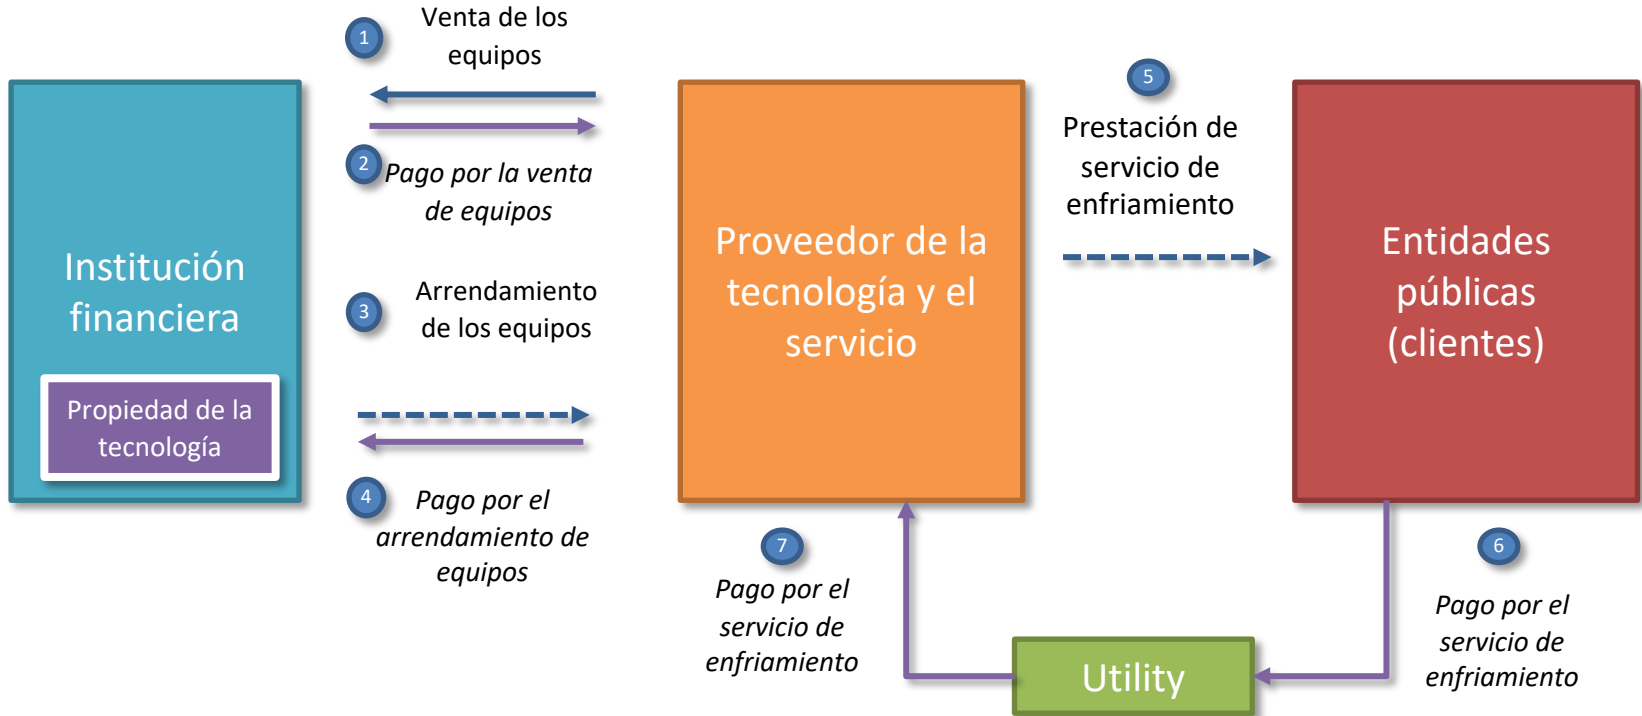 1
Venta de los
equipos
2
Pago por la venta
de equipos
Institución
financiera
Propiedad de la
tecnología
3
Arrendamiento
de los equipos
4
Pago por el
arrendamiento de
equipos
Proveedor de la
tecnología y el
servicio
5
Prestación de
servicio de
enfriamiento
Entidades
públicas
(clientes)
6
Pago por el
servicio de
enfriamiento
Utility
7
Pago por el
servicio de
enfriamiento